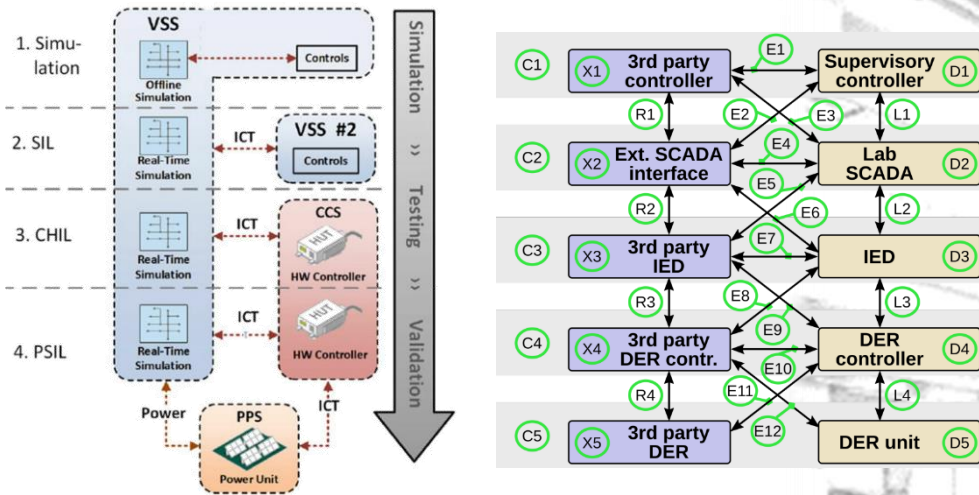 VSS
1. Simu-
lation
Offline
Simulation
Controls
2. SIL
Real-Time
Simulation
ICT
VSS #2
Controls
3. CHIL
Real-Time
Simulation
ICT
CCS
HUT
HW Controller
4. PSIL
Real-Time
Simulation
ICT
HUT
HW Controller
Power
ICT
PPS
Power Unit
Simulation >> Testing >> Validation
C1
X1
3rd party
controller
E1
Supervisory
controller
D1
R1
E2
E3
L1
C2
X2
Ext. SCADA
interface
E4
Lab
SCADA
D2
E5
R2
E6
L2
C3
X3
3rd party
IED
E7
IED
D3
R3
E8
E9
L3
C4
X4
3rd party
DER contr.
E10
DER
controller
D4
R4
E11
E12
L4
C5
X5
3rd party
DER
DER unit
D5